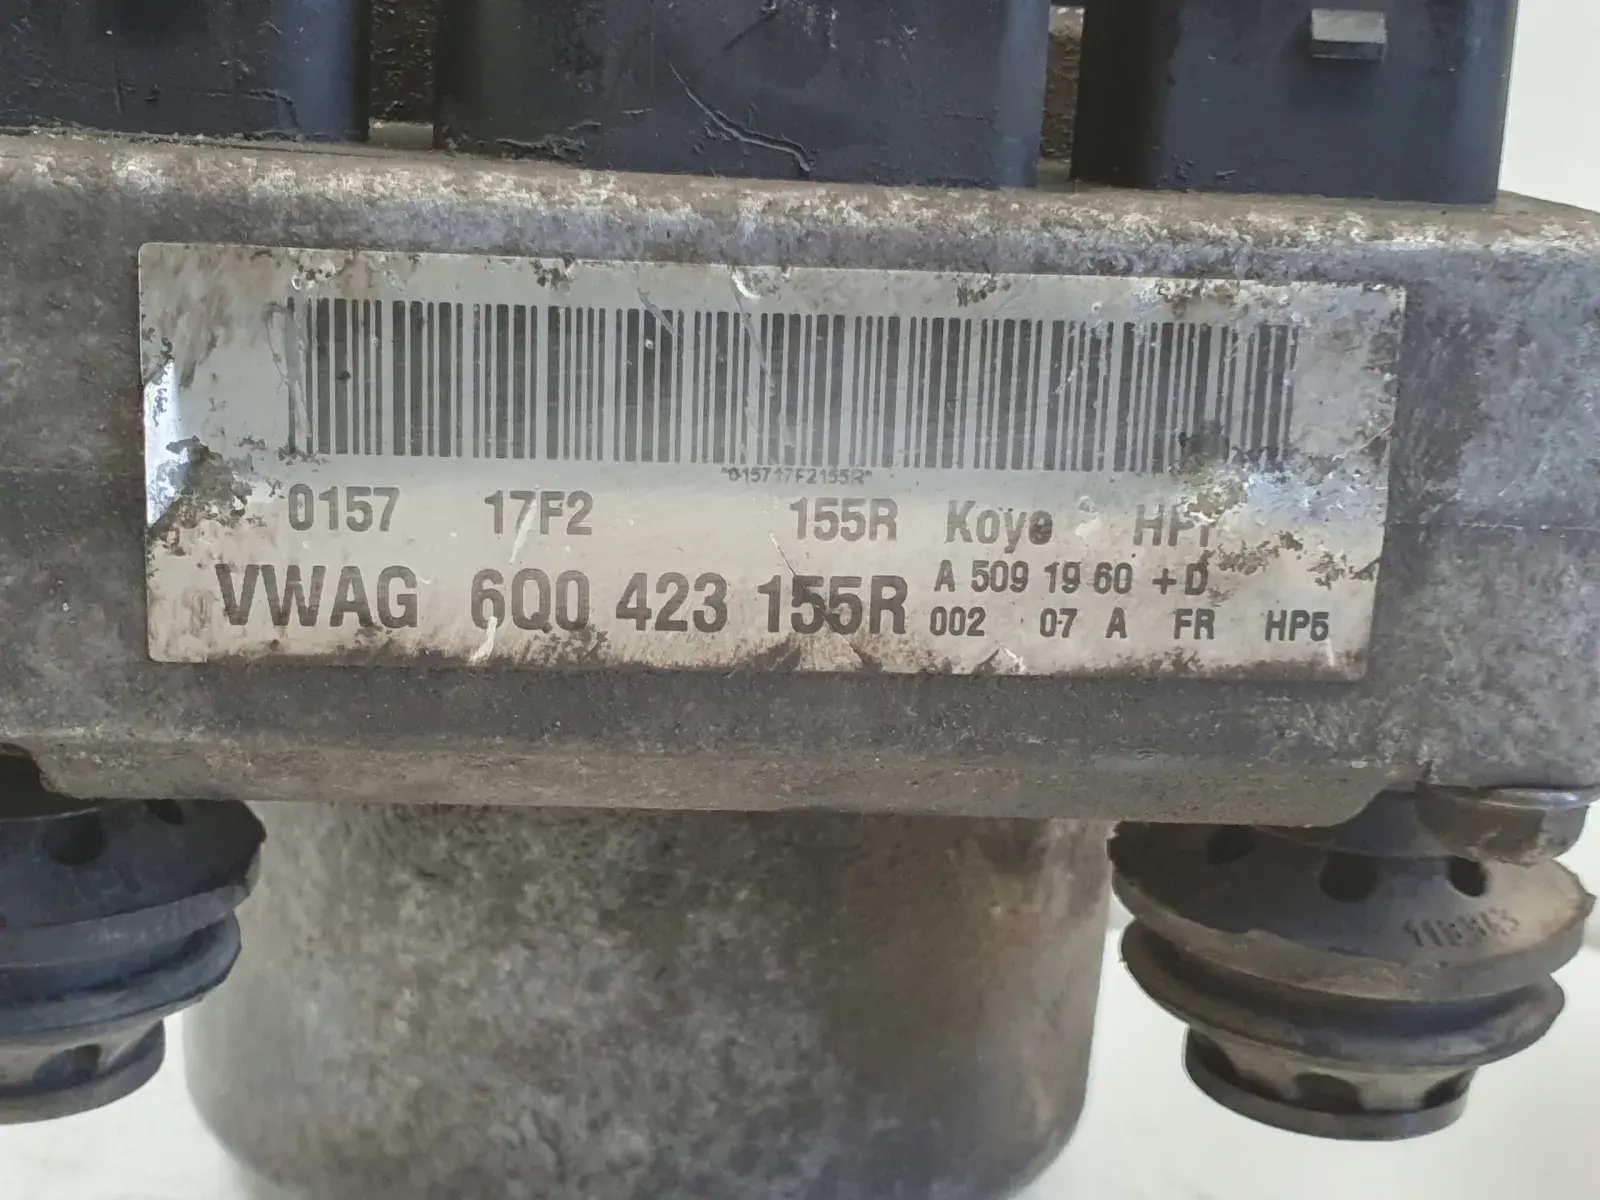 *015717F2155R*
0157 17F2 155R Koyo
VWAG 6Q0 423 155R A 509 19 60 +D
002 07 A FR HP5